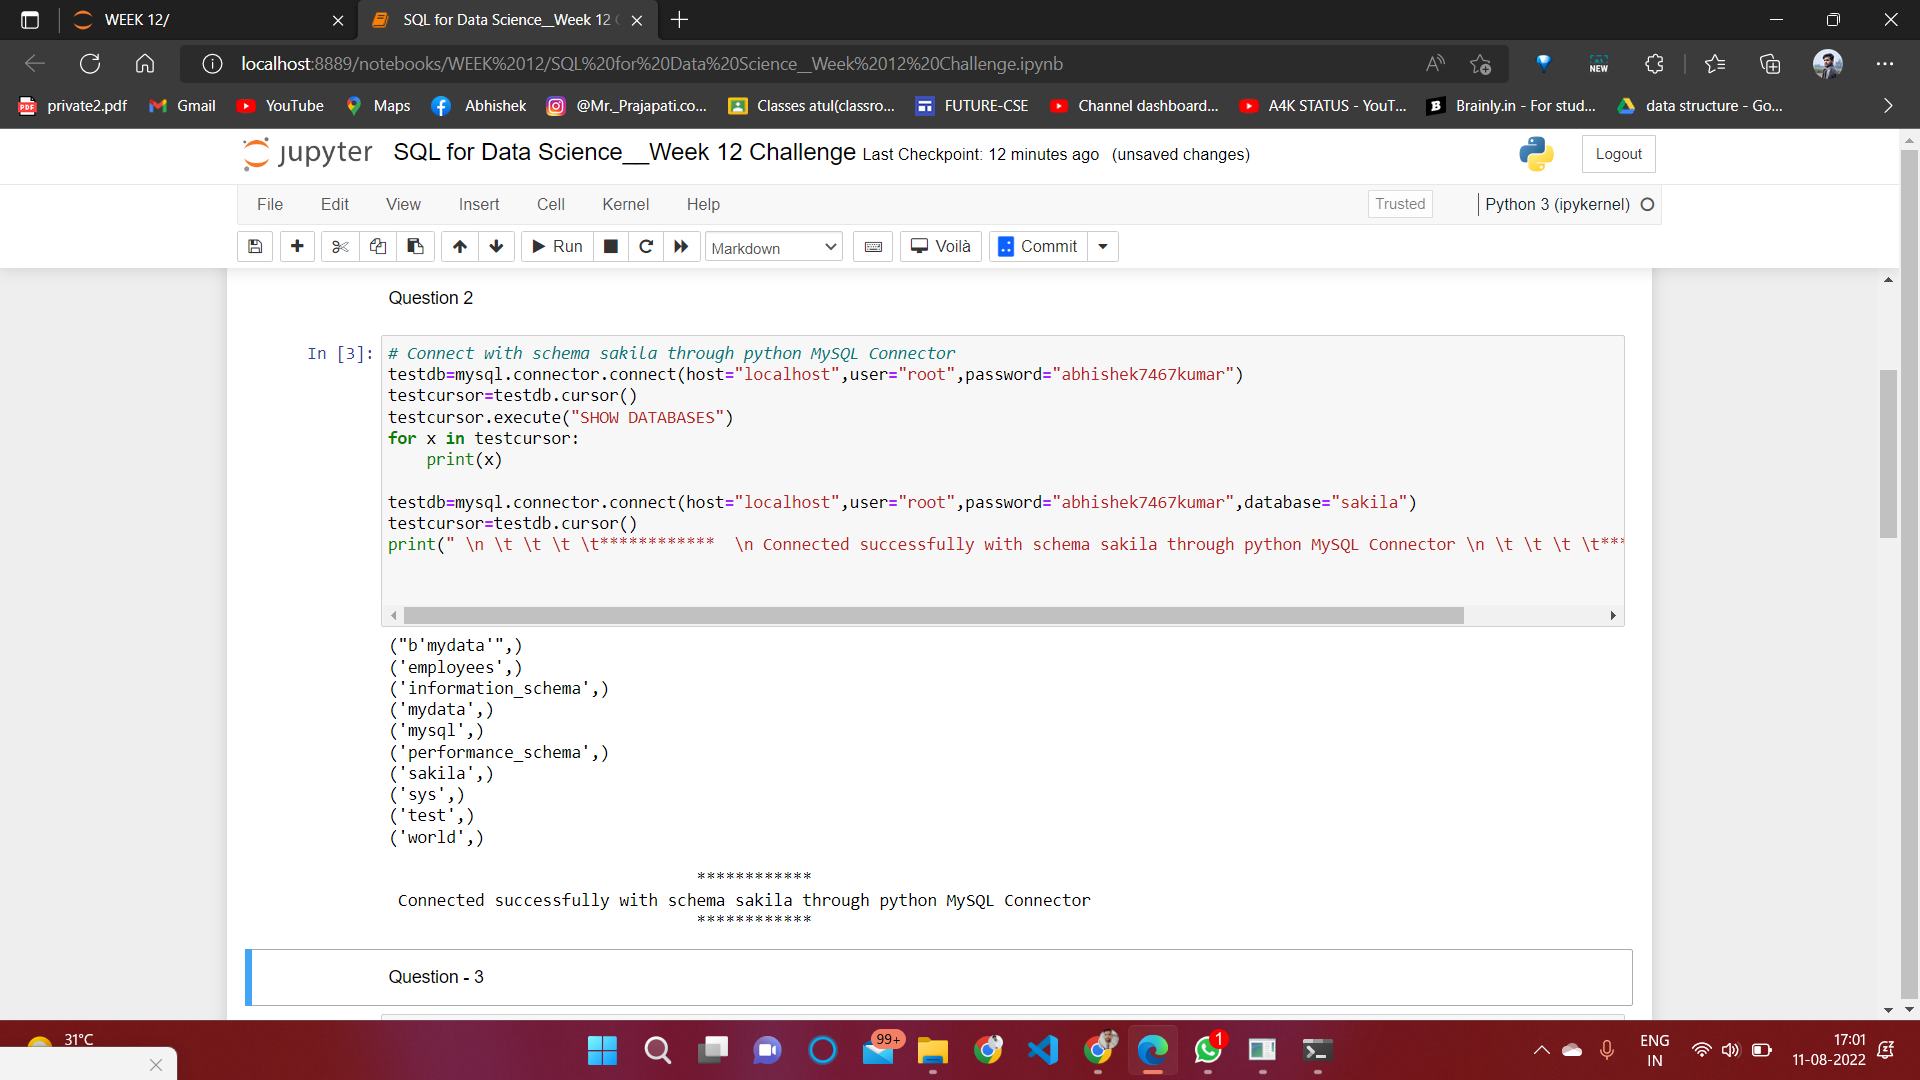 WEEK 12/
SQL for Data Science__Week 12
localhost:8889/notebooks/WEEK%2012/SQL%20for%20Data%20Science__Week%2012%20Challenge.ipynb
NEW
PDF private2.pdf Gmail YouTube Maps Abhishek @Mr._Prajapati.co... Classes atul(classro... FUTURE-CSE Channel dashboard... A4K STATUS - YouT... B Brainly.in - For stud... data structure - Go...
jupyter SQL for Data Science__Week 12 Challenge Last Checkpoint: 12 minutes ago (unsaved changes) Logout
File Edit View Insert Cell Kernel Help Trusted Python 3 (ipykernel)
Run Markdown Voilà Commit
Question 2
In [3]: # Connect with schema sakila through python MySQL Connector
testdb=mysql.connector.connect(host="localhost",user="root",password="abhishek7467kumar")
testcursor=testdb.cursor()
testcursor.execute("SHOW DATABASES")
for x in testcursor:
    print(x)
testdb=mysql.connector.connect(host="localhost",user="root",password="abhishek7467kumar",database="sakila")
testcursor=testdb.cursor()
print(" \n \t \t \t \t************  \n Connected successfully with schema sakila through python MySQL Connector \n \t \t \t \t***
("b'mydata'",)
('employees',)
('information_schema',)
('mydata',)
('mysql',)
('performance_schema',)
('sakila',)
('sys',)
('test',)
('world',)
************
Connected successfully with schema sakila through python MySQL Connector
************
Question - 3
31°C
99+
1
ENG
IN
17:01
11-08-2022